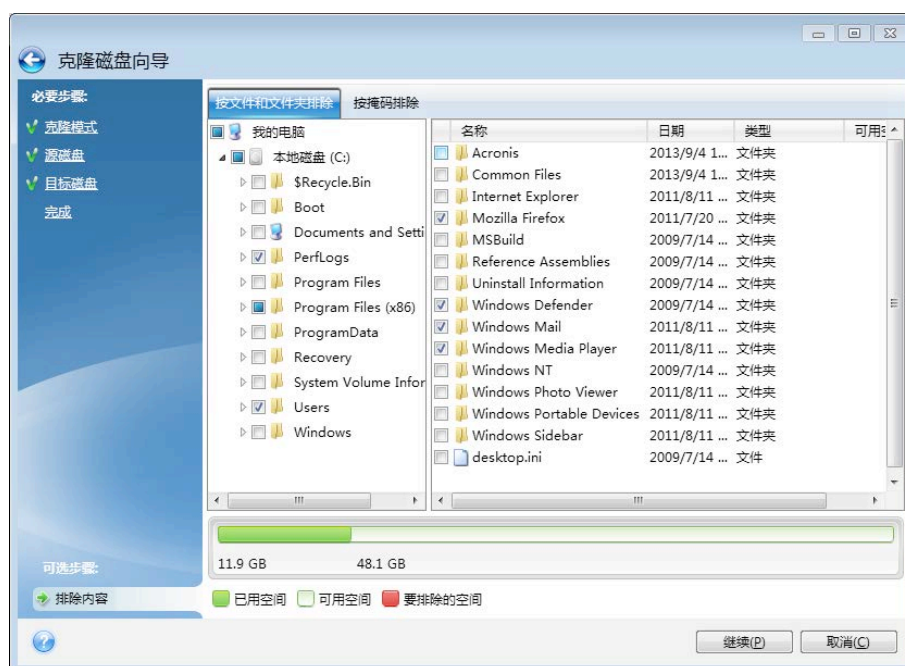 克隆磁盘向导
必要步骤:
克隆模式
源磁盘
目标磁盘
完成
可选步骤:
排除内容
按文件和文件夹排除 按掩码排除
我的电脑
本地磁盘 (C:)
$Recycle.Bin
Boot
Documents and Setti
PerfLogs
Program Files
Program Files (x86)
ProgramData
Recovery
System Volume Infor
Users
Windows
名称 日期 类型 可用
Acronis 2013/9/4 1... 文件夹
Common Files 2013/9/4 1... 文件夹
Internet Explorer 2011/8/11 ... 文件夹
Mozilla Firefox 2011/7/20 ... 文件夹
MSBuild 2009/7/14 ... 文件夹
Reference Assemblies 2009/7/14 ... 文件夹
Uninstall Information 2009/7/14 ... 文件夹
Windows Defender 2009/7/14 ... 文件夹
Windows Mail 2011/8/11 ... 文件夹
Windows Media Player 2011/8/11 ... 文件夹
Windows NT 2009/7/14 ... 文件夹
Windows Photo Viewer 2011/8/11 ... 文件夹
Windows Portable Devices 2011/8/11 ... 文件夹
Windows Sidebar 2011/8/11 ... 文件夹
desktop.ini 2009/7/14 ... 文件
11.9 GB 48.1 GB
已用空间 可用空间 要排除的空间
继续(P) 取消(C)